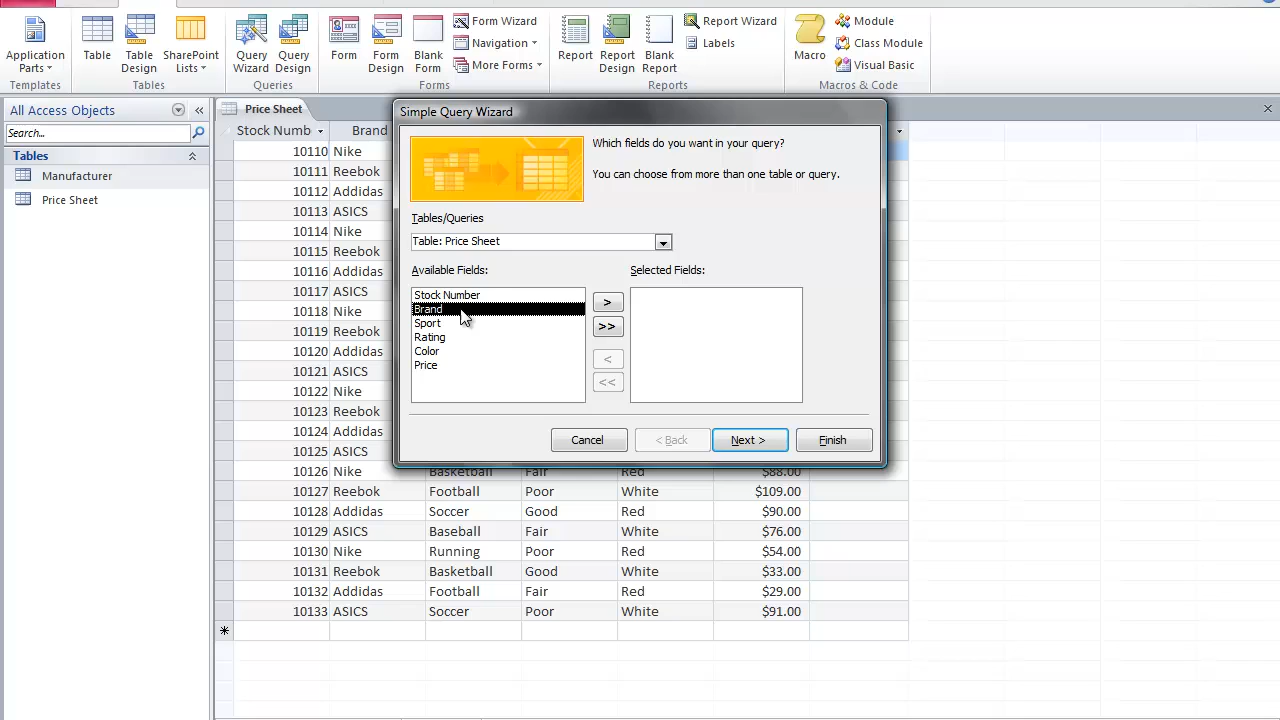 Application Parts
Table
Table Design
SharePoint Lists
Query Wizard
Query Design
Form
Form Design
Blank Form
Form Wizard
Navigation
More Forms
Report
Report Design
Blank Report
Report Wizard
Labels
Macro
Module
Class Module
Visual Basic
Templates
Tables
Queries
Forms
Reports
Macros & Code
All Access Objects
Search...
Tables
Manufacturer
Price Sheet
Price Sheet
Stock Numb Brand
10110 Nike
10111 Reebok
10112 Addidas
10113 ASICS
10114 Nike
10115 Reebok
10116 Addidas
10117 ASICS
10118 Nike
10119 Reebok
10120 Addidas
10121 ASICS
10122 Nike
10123 Reebok
10124 Addidas
10125 ASICS
10126 Nike Basketball Fair Red $88.00
10127 Reebok Football Poor White $109.00
10128 Addidas Soccer Good Red $90.00
10129 ASICS Baseball Fair White $76.00
10130 Nike Running Poor Red $54.00
10131 Reebok Basketball Good White $33.00
10132 Addidas Football Fair Red $29.00
10133 ASICS Soccer Poor White $91.00
Simple Query Wizard
Which fields do you want in your query?
You can choose from more than one table or query.
Tables/Queries
Table: Price Sheet
Available Fields:
Selected Fields:
Stock Number
Brand
Sport
Rating
Color
Price
>
>>
<
<<
Cancel
< Back
Next >
Finish